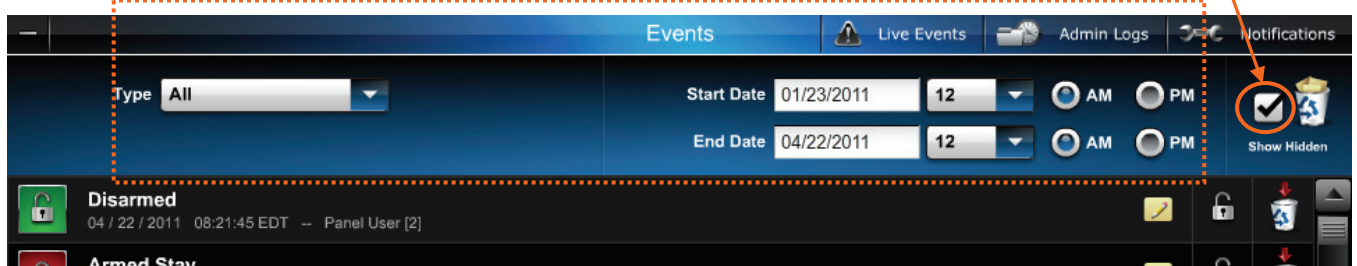 Events Live Events Admin Logs Notifications
Type All Start Date 01/23/2011 12 AM PM
End Date 04/22/2011 12 AM PM
Show Hidden
Disarmed
04 / 22 / 2011 08:21:45 EDT -- Panel User [2]
Armed Stay